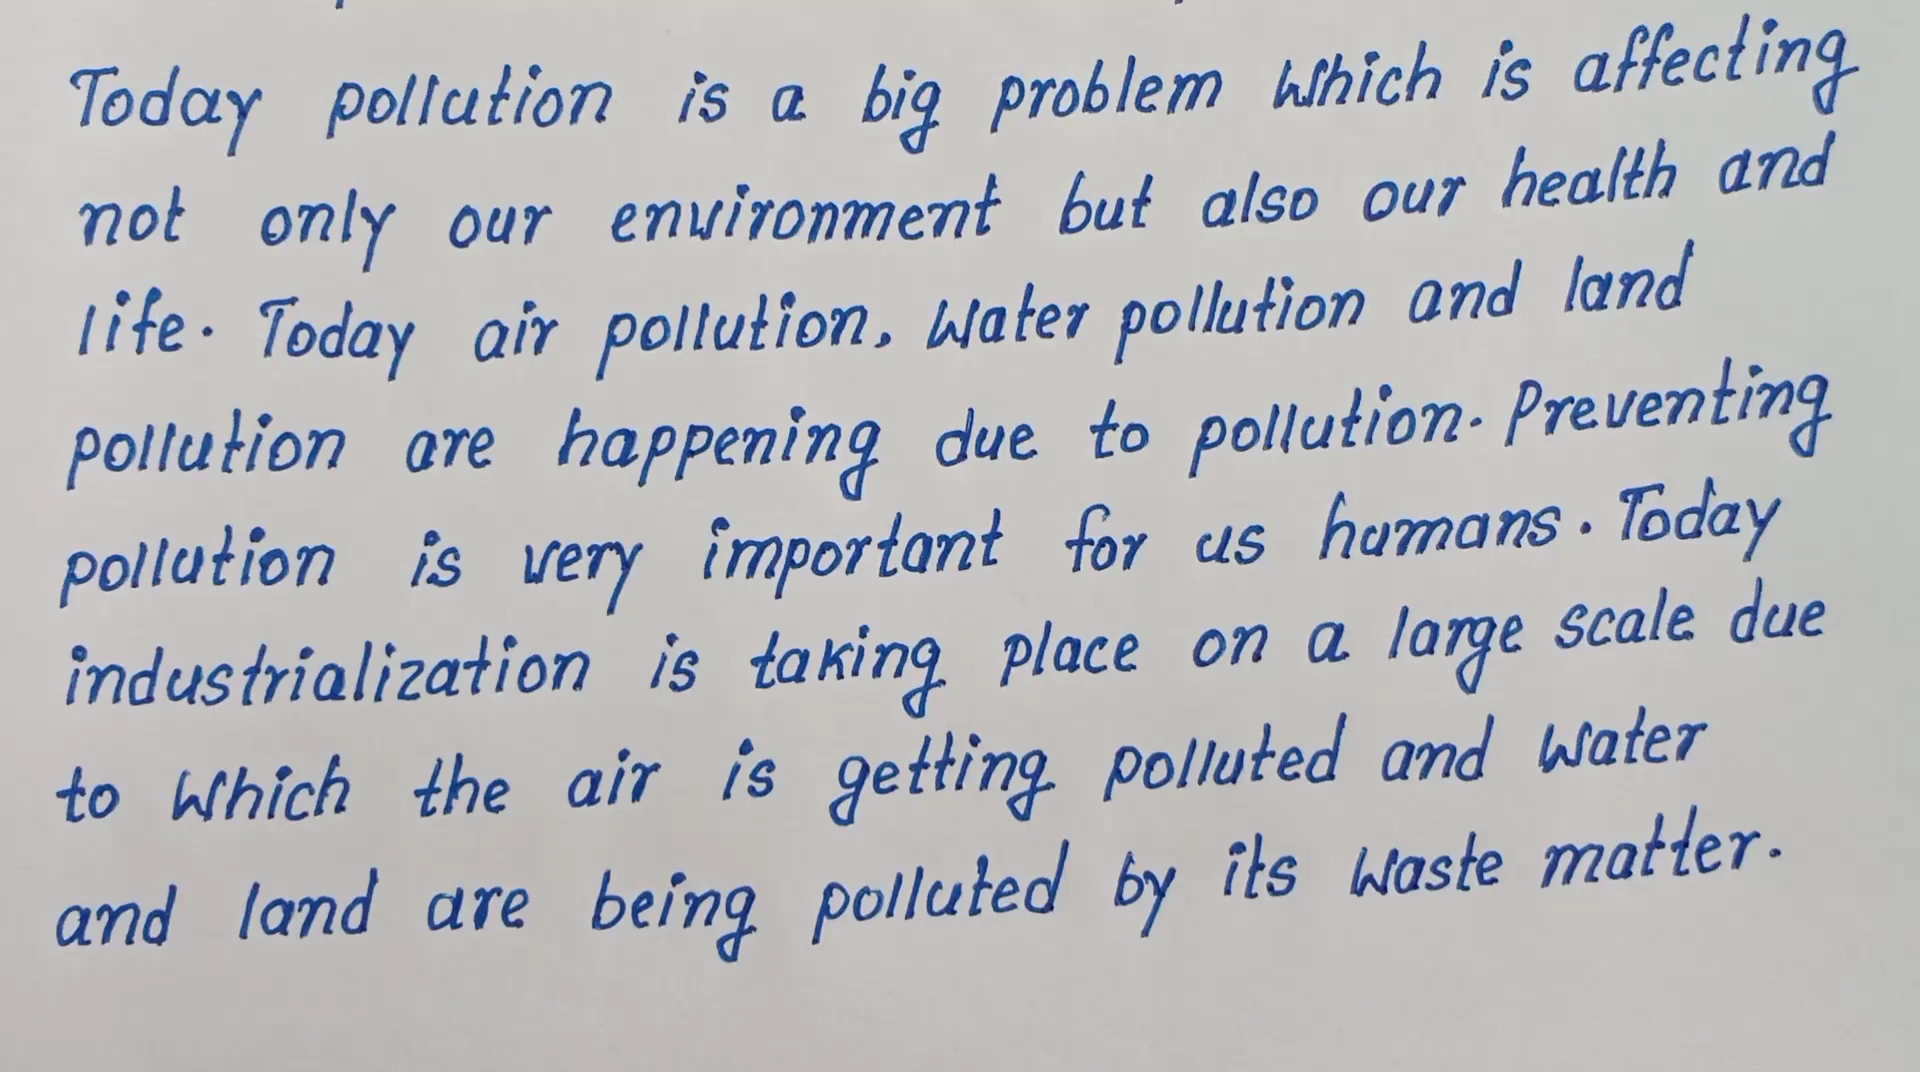 Today pollution is a big problem which is affecting
not only our environment but also our health and
life. Today air pollution, water pollution and land
pollution are happening due to pollution. Preventing
pollution is very important for us humans. Today
industrialization is taking place on a large scale due
to which the air is getting polluted and water
and land are being polluted by its waste matter.